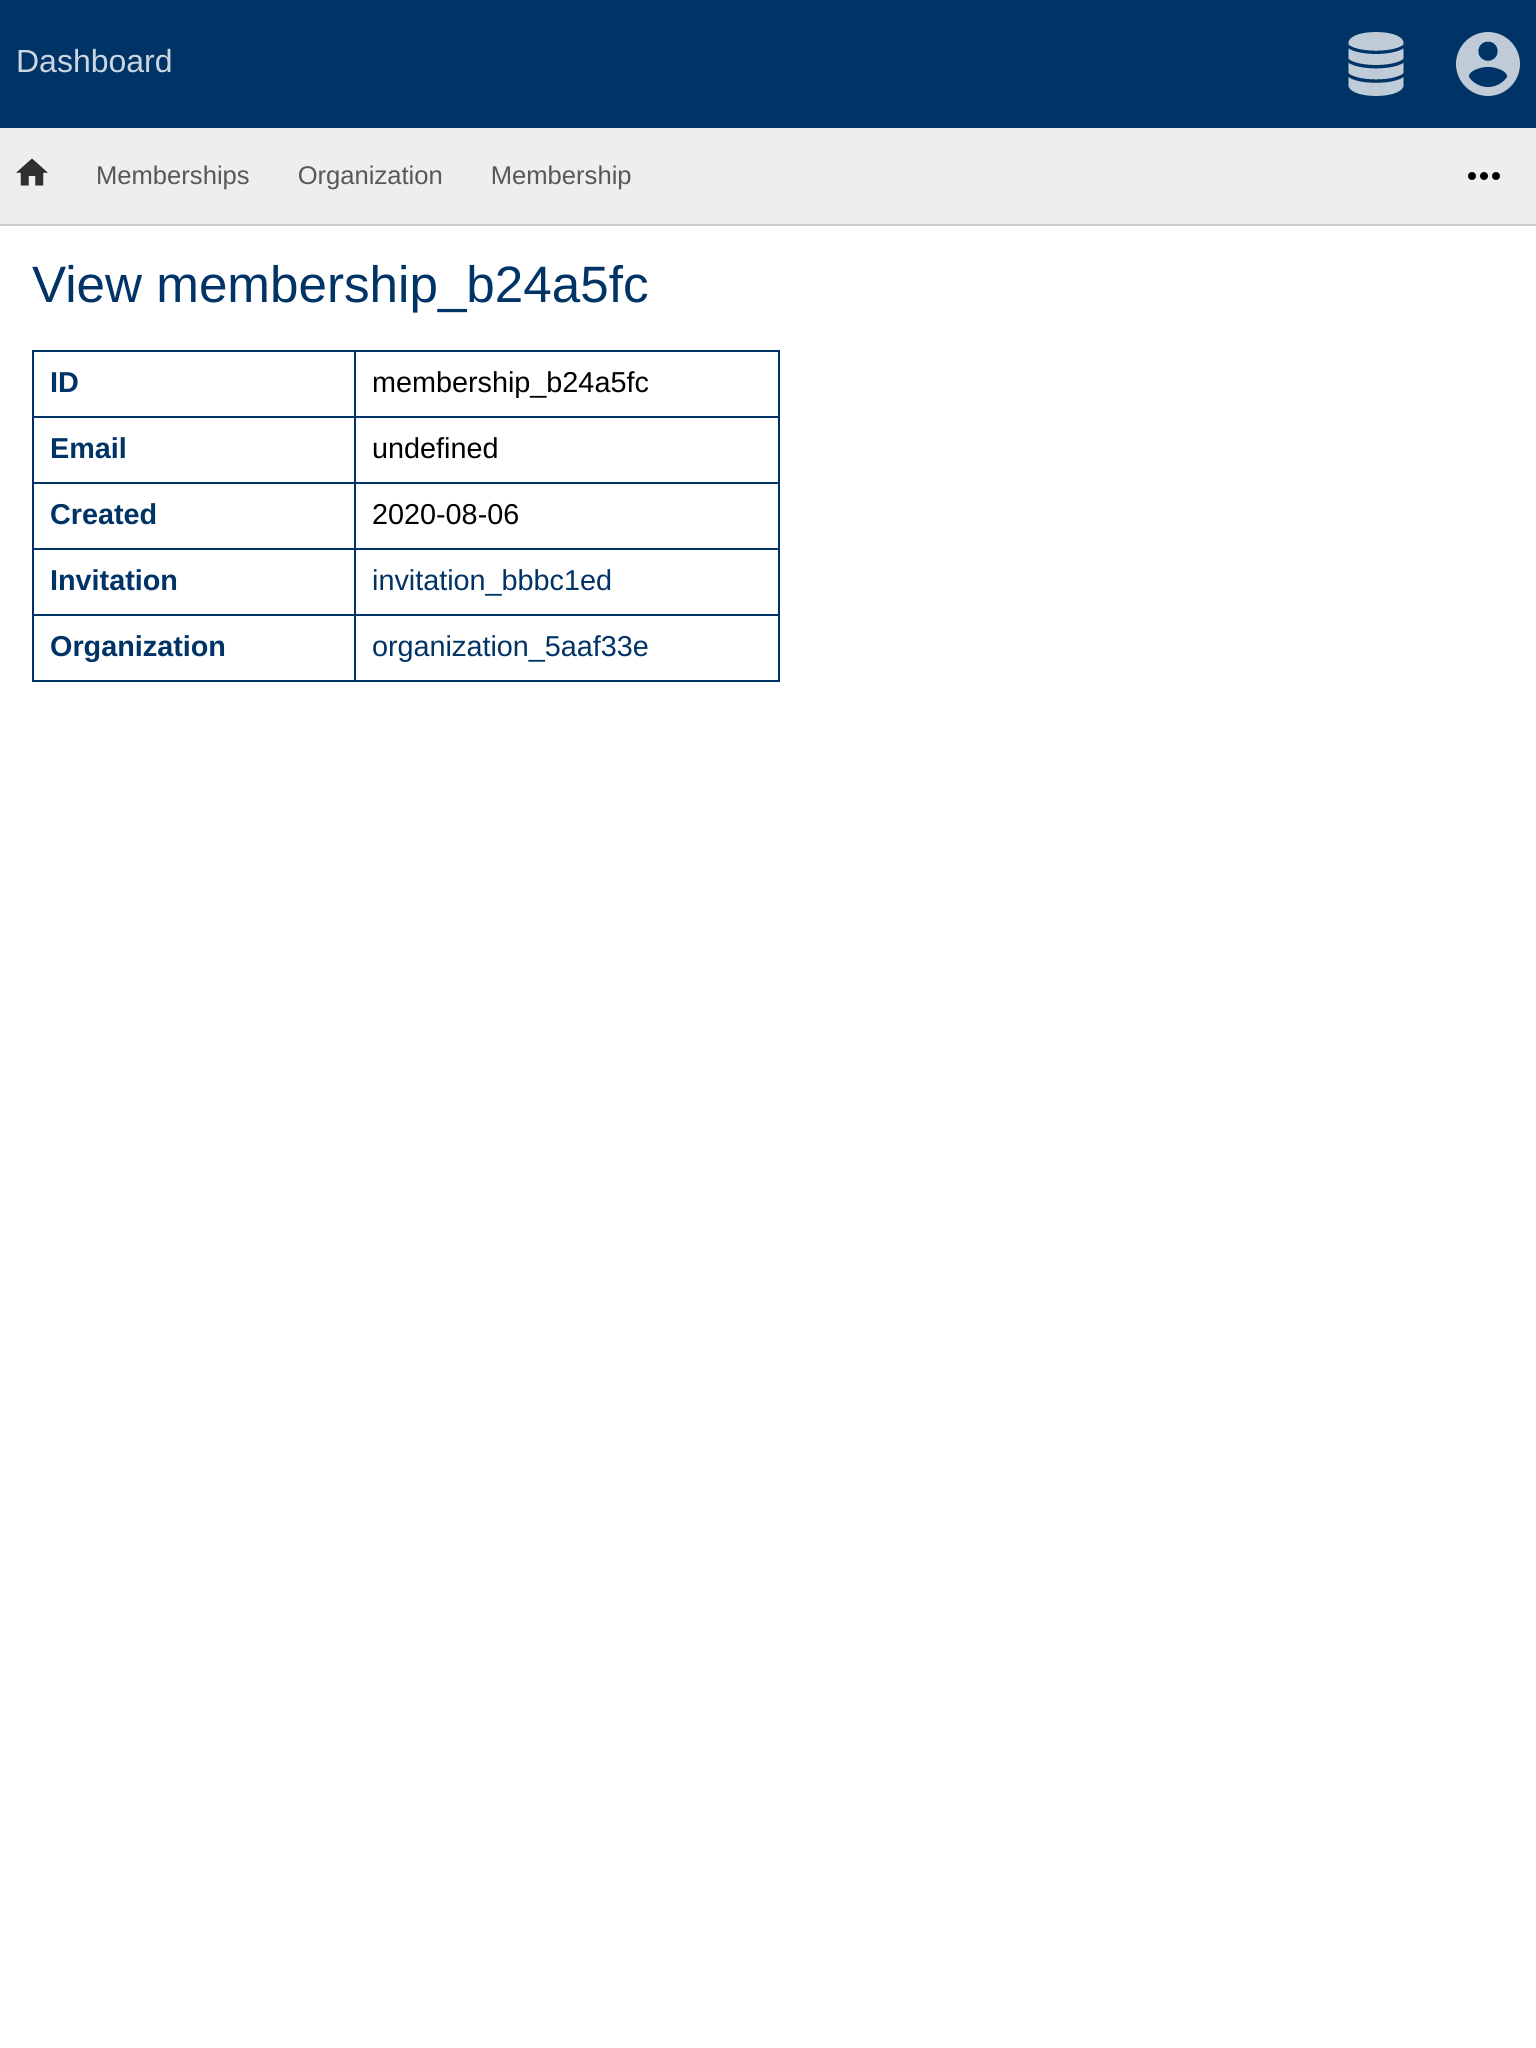 Dashboard
Memberships Organization Membership
View membership_b24a5fc
ID membership_b24a5fc
Email undefined
Created 2020-08-06
Invitation invitation_bbbc1ed
Organization organization_5aaf33e